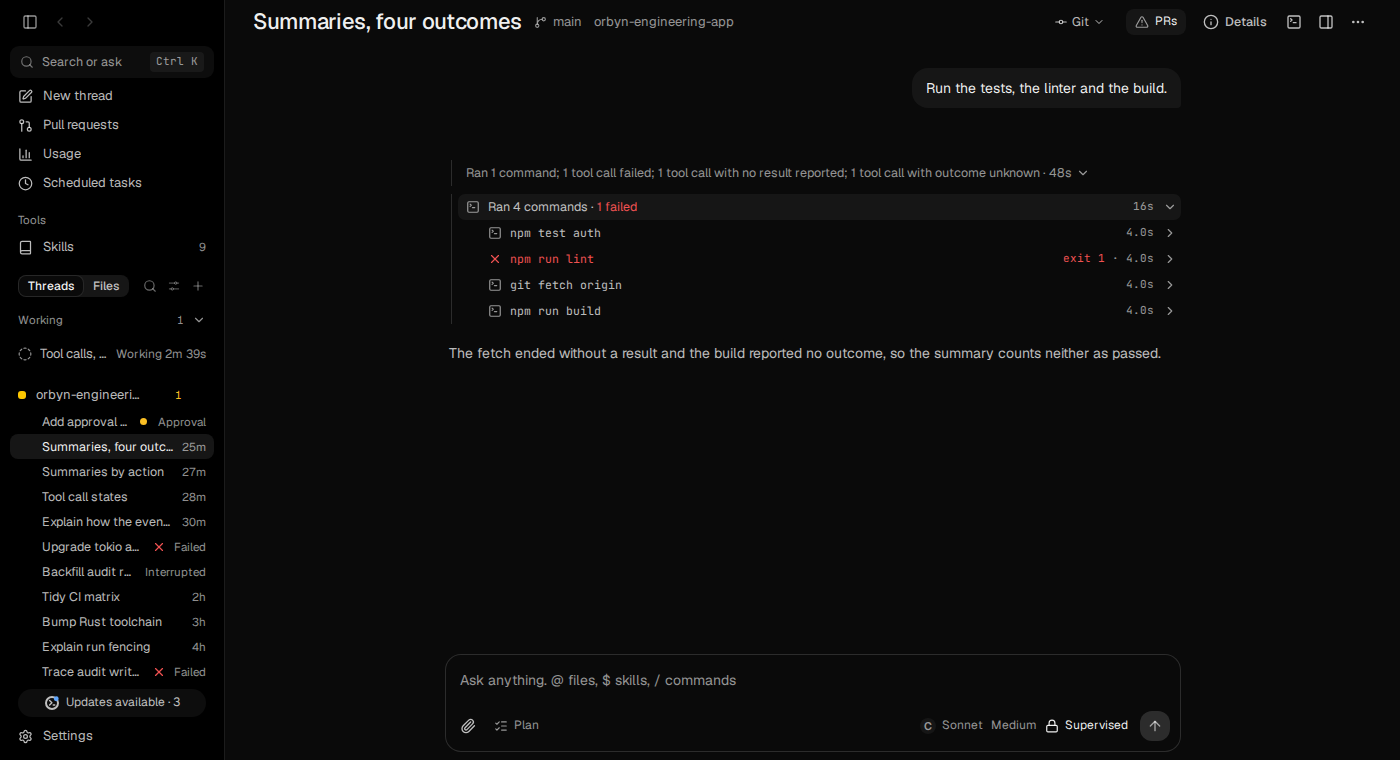 Summaries, four outcomes main orbyn-engineering-app Git PRs Details
Search or ask Ctrl K
New thread
Pull requests
Usage
Scheduled tasks
Tools
Skills 9
Threads Files
Working 1
Tool calls, … Working 2m 39s
orbyn-engineeri… 1
Add approval … Approval
Summaries, four outc… 25m
Summaries by action 27m
Tool call states 28m
Explain how the even… 30m
Upgrade tokio a… Failed
Backfill audit r… Interrupted
Tidy CI matrix 2h
Bump Rust toolchain 3h
Explain run fencing 4h
Trace audit writ… Failed
Updates available · 3
Settings
Run the tests, the linter and the build.
Ran 1 command; 1 tool call failed; 1 tool call with no result reported; 1 tool call with outcome unknown · 48s
Ran 4 commands · 1 failed 16s
npm test auth 4.0s
npm run lint exit 1 · 4.0s
git fetch origin 4.0s
npm run build 4.0s
The fetch ended without a result and the build reported no outcome, so the summary counts neither as passed.
Ask anything. @ files, $ skills, / commands
Plan C Sonnet Medium Supervised